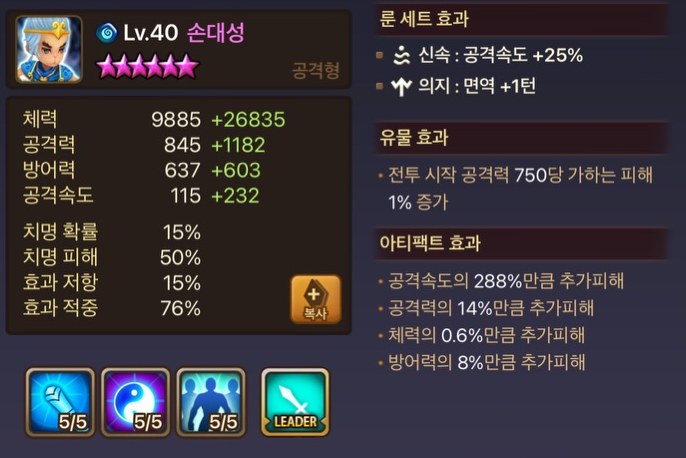 Lv.40 손대성
공격형
체력 9885 +26835
공격력 845 +1182
방어력 637 +603
공격속도 115 +232
치명 확률 15%
치명 피해 50%
효과 저항 15%
효과 적중 76%
복사
5/5 5/5 5/5 LEADER
룬 세트 효과
신속 : 공격속도 +25%
의지 : 면역 +1턴
유물 효과
• 전투 시작 공격력 750당 가하는 피해
1% 증가
아티팩트 효과
• 공격속도의 288%만큼 추가피해
• 공격력의 14%만큼 추가피해
• 체력의 0.6%만큼 추가피해
• 방어력의 8%만큼 추가피해